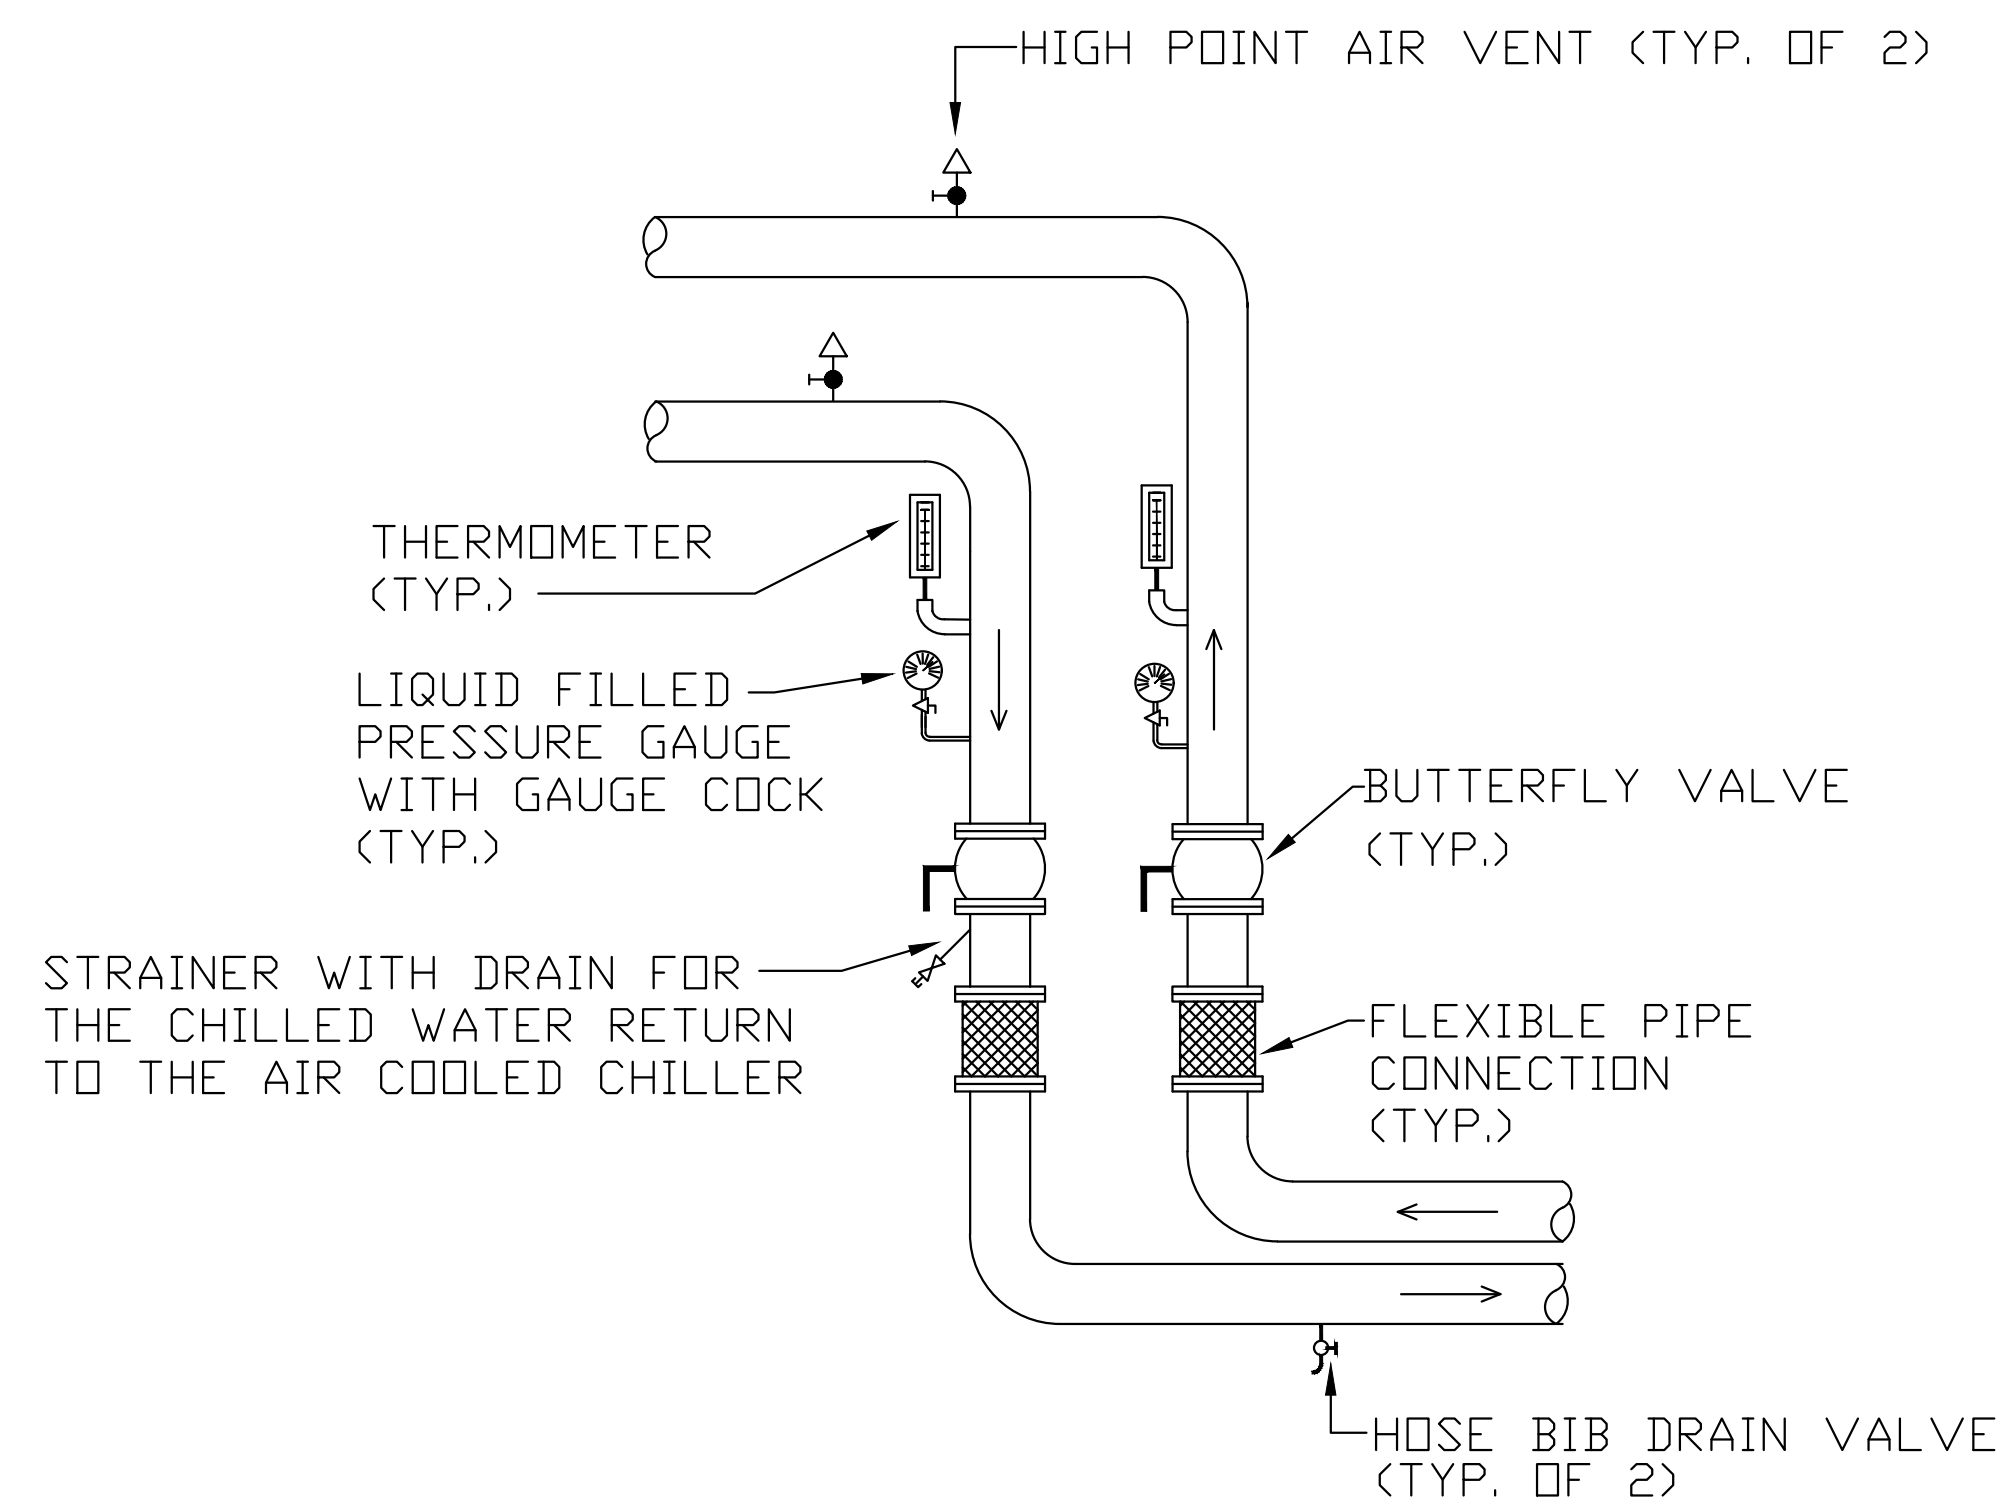 HIGH POINT AIR VENT (TYP. OF 2)
THERMOMETER
(TYP.)
LIQUID FILLED
PRESSURE GAUGE
WITH GAUGE COCK
(TYP.)
BUTTERFLY VALVE
(TYP.)
STRAINER WITH DRAIN FOR
THE CHILLED WATER RETURN
TO THE AIR COOLED CHILLER
FLEXIBLE PIPE
CONNECTION
(TYP.)
HOSE BIB DRAIN VALVE
(TYP. OF 2)